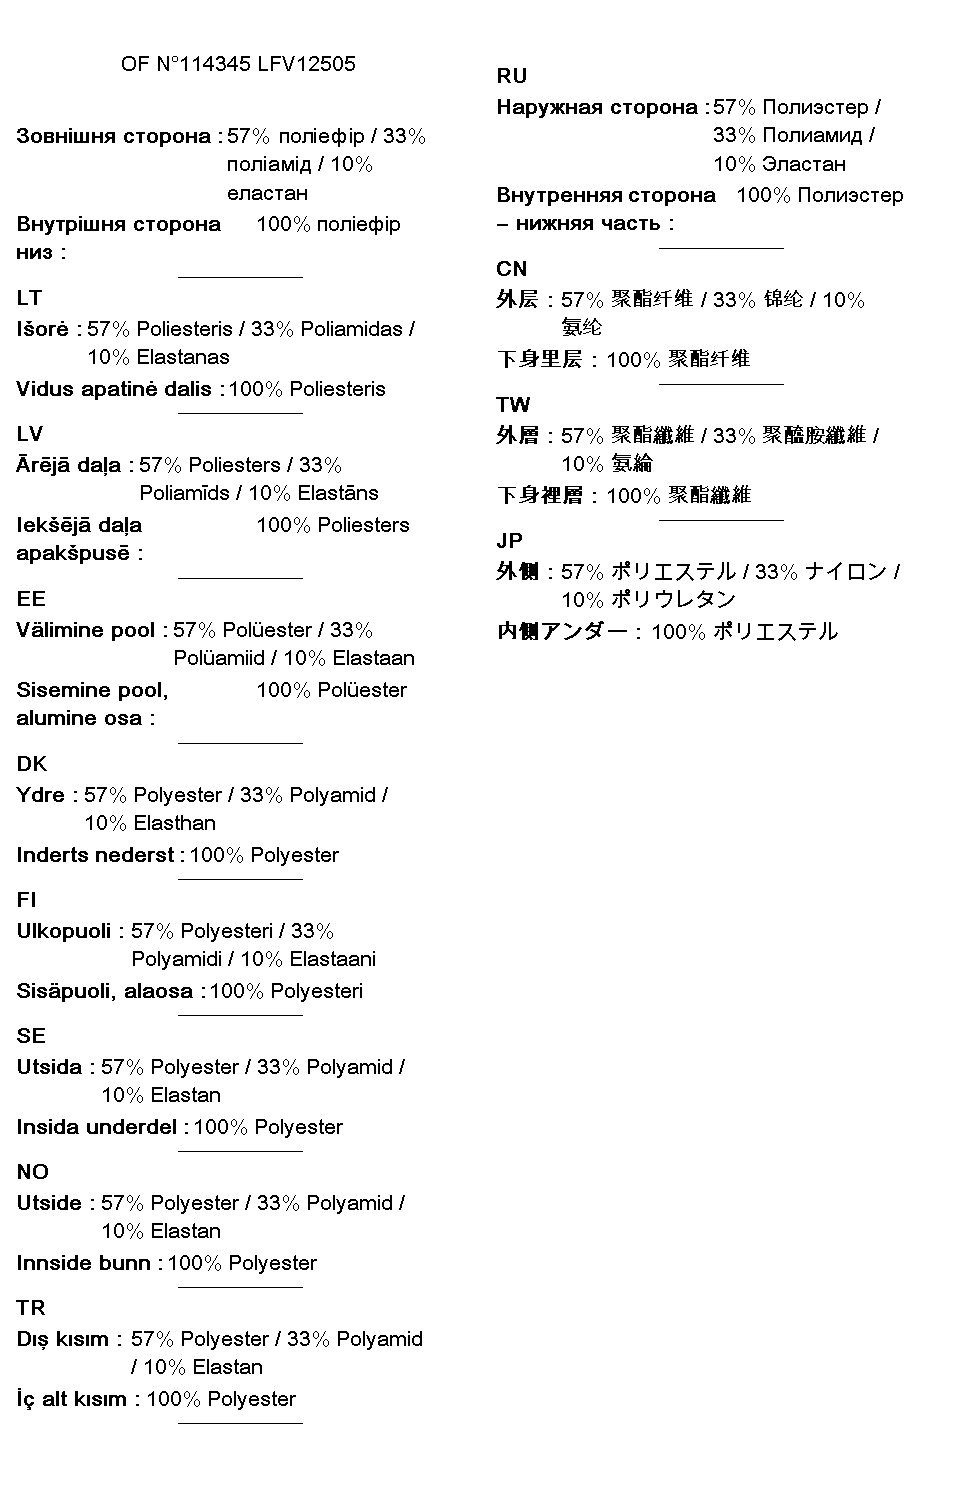 OF N°114345 LFV12505
Зовнішня сторона : 57% поліефір / 33%
поліамід / 10%
еластан
Внутрішня сторона 100% поліефір
низ :
LT
Išorė : 57% Poliesteris / 33% Poliamidas /
10% Elastanas
Vidus apatinė dalis : 100% Poliesteris
LV
Ārējā daļa : 57% Poliesters / 33%
Poliamīds / 10% Elastāns
Iekšējā daļa 100% Poliesters
apakšpusē :
EE
Välimine pool : 57% Polüester / 33%
Polüamiid / 10% Elastaan
Sisemine pool, 100% Polüester
alumine osa :
DK
Ydre : 57% Polyester / 33% Polyamid /
10% Elasthan
Inderts nederst : 100% Polyester
FI
Ulkopuoli : 57% Polyesteri / 33%
Polyamidi / 10% Elastaani
Sisäpuoli, alaosa : 100% Polyesteri
SE
Utsida : 57% Polyester / 33% Polyamid /
10% Elastan
Insida underdel : 100% Polyester
NO
Utside : 57% Polyester / 33% Polyamid /
10% Elastan
Innside bunn : 100% Polyester
TR
Dış kısım : 57% Polyester / 33% Polyamid
/ 10% Elastan
İç alt kısım : 100% Polyester
RU
Наружная сторона : 57% Полиэстер /
33% Полиамид /
10% Эластан
Внутренняя сторона 100% Полиэстер
– нижняя часть :
CN
外层 : 57% 聚酯纤维 / 33% 锦纶 / 10%
氨纶
下身里层 : 100% 聚酯纤维
TW
外層 : 57% 聚酯纖維 / 33% 聚醯胺纖維 /
10% 氨綸
下身裡層 : 100% 聚酯纖維
JP
外側 : 57% ポリエステル / 33% ナイロン /
10% ポリウレタン
内側アンダー : 100% ポリエステル